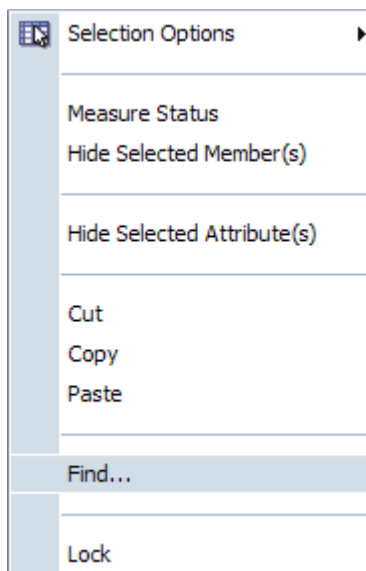 Selection Options
Measure Status
Hide Selected Member(s)
Hide Selected Attribute(s)
Cut
Copy
Paste
Find...
Lock